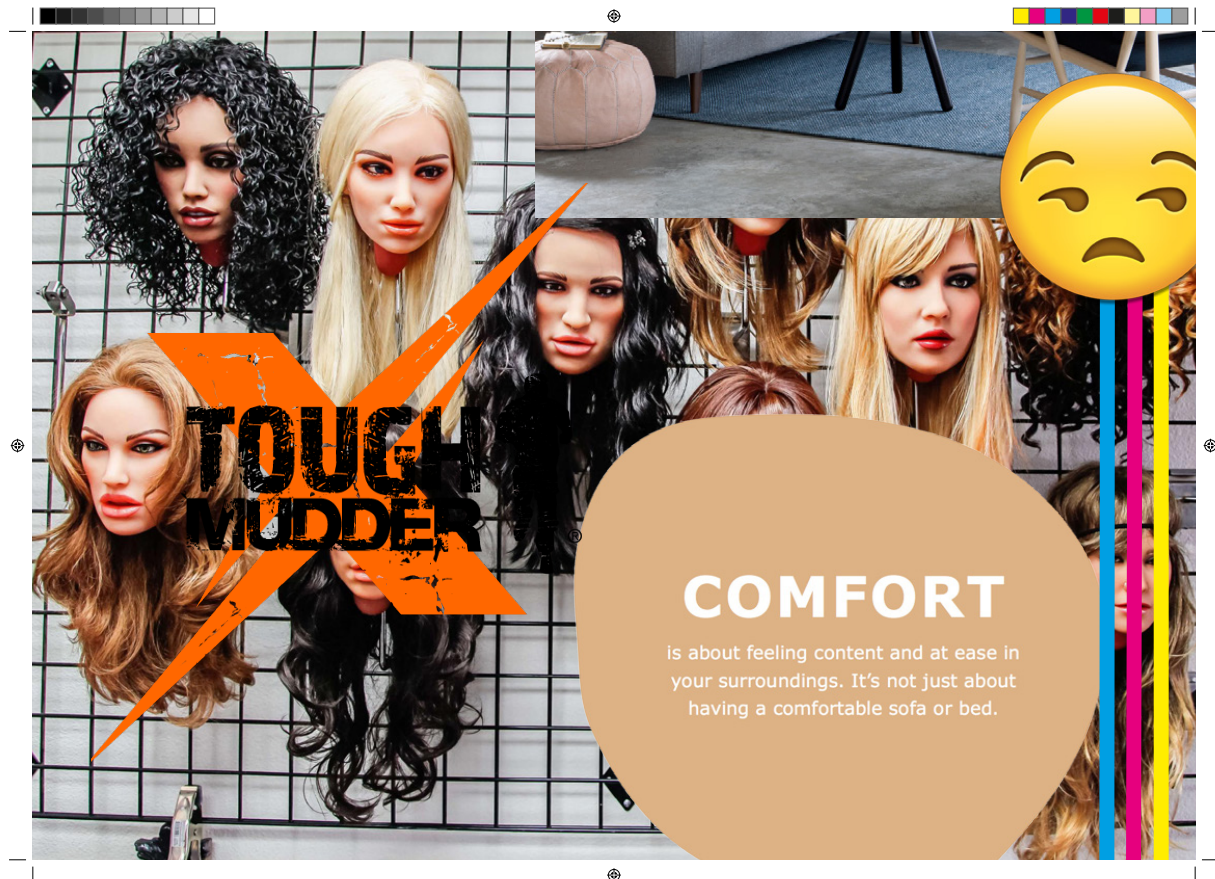 TOUGH
MUDDER
®
COMFORT
is about feeling content and at ease in
your surroundings. It’s not just about
having a comfortable sofa or bed.